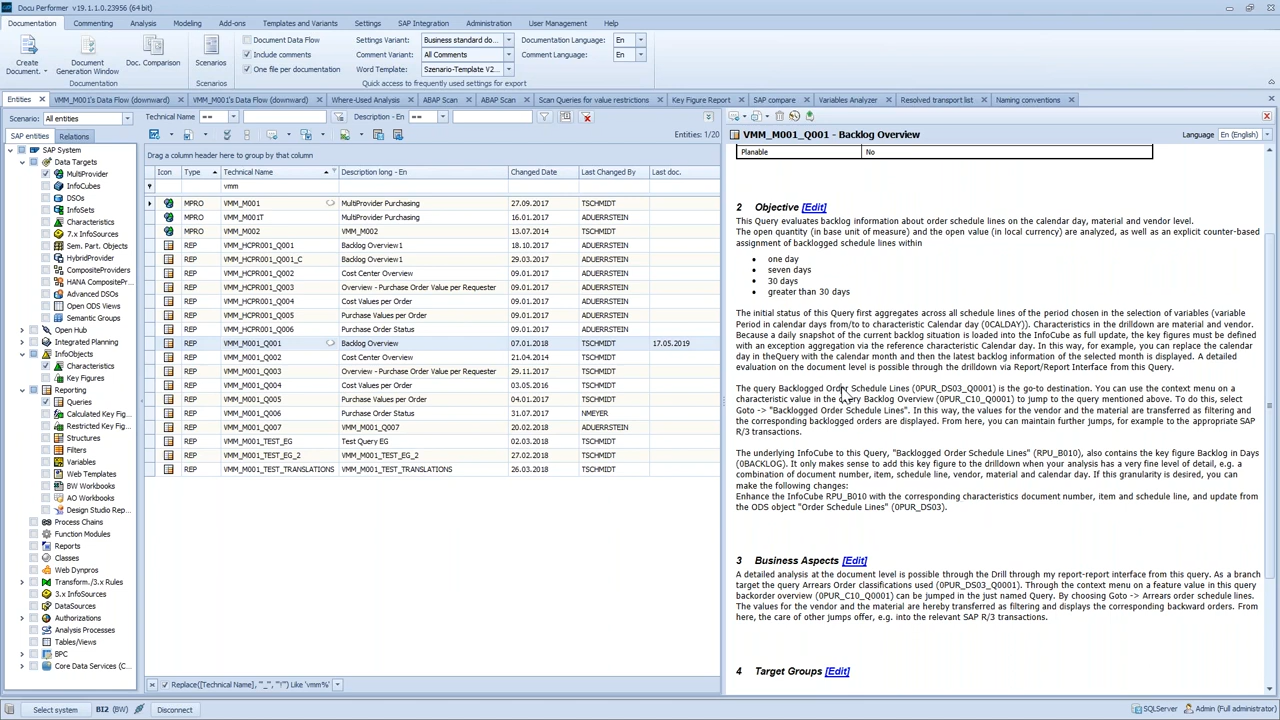 Docu Performer v19.1.1.0.23956 (64 bit)
Documentation Commenting Analysis Modeling Add-ons Templates and Variants Settings SAP Integration Administration User Management Help
Create Document. Document Generation Window Doc. Comparison
Documentation
Scenarios
Scenarios
Document Data Flow
Include comments
One file per documentation
Settings Variant: Business standard do...
Comment Variant: All Comments
Word Template: Szenario-Template V2...
Documentation Language: En
Comment Language: En
Quick access to frequently used settings for export
Entities VMM_M001's Data Flow (downward) VMM_M001's Data Flow (downward) Where-Used Analysis ABAP Scan ABAP Scan Scan Queries for value restrictions Key Figure Report SAP compare Variables Analyzer Resolved transport list Naming conventions
Scenario: All entities
SAP entities Relations
SAP System
Data Targets
MultiProvider
InfoCubes
DSOs
InfoSets
Characteristics
7.x InfoSources
Sem. Part. Objects
HybridProvider
CompositeProviders
HANA CompositePr...
Advanced DSOs
Open ODS Views
Semantic Groups
Open Hub
Integrated Planning
InfoObjects
Characteristics
Key Figures
Reporting
Queries
Calculated Key Fig...
Restricted Key Fig...
Structures
Filters
Variables
Web Templates
BW Workbooks
AO Workbooks
Design Studio Rep...
Process Chains
Function Modules
Reports
Classes
Web Dynpros
Transform./3.x Rules
3.x InfoSources
DataSources
Authorizations
Analysis Processes
Tables/Views
BPC
Core Data Services (C...
Technical Name == Description - En ==
Entities: 1/20
Drag a column header here to group by that column
Icon Type Technical Name Description long - En Changed Date Last Changed By Last doc.
vmm
MPRO VMM_M001 MultiProvider Purchasing 27.09.2017 TSCHMIDT
MPRO VMM_M001T MultiProvider Purchasing 16.01.2017 ADUERRSTEIN
MPRO VMM_M002 VMM_M002 13.07.2014 TSCHMIDT
REP VMM_HCPR001_Q001 Backlog Overview1 18.10.2017 ADUERRSTEIN
REP VMM_HCPR001_Q001_C Backlog Overview1 29.03.2017 ADUERRSTEIN
REP VMM_HCPR001_Q002 Cost Center Overview 09.01.2017 ADUERRSTEIN
REP VMM_HCPR001_Q003 Overview - Purchase Order Value per Requester 09.01.2017 ADUERRSTEIN
REP VMM_HCPR001_Q004 Cost Values per Order 09.01.2017 ADUERRSTEIN
REP VMM_HCPR001_Q005 Purchase Values per Order 09.01.2017 ADUERRSTEIN
REP VMM_HCPR001_Q006 Purchase Order Status 09.01.2017 ADUERRSTEIN
REP VMM_M001_Q001 Backlog Overview 07.01.2018 TSCHMIDT 17.05.2019
REP VMM_M001_Q002 Cost Center Overview 21.04.2014 TSCHMIDT
REP VMM_M001_Q003 Overview - Purchase Order Value per Requester 29.11.2017 TSCHMIDT
REP VMM_M001_Q004 Cost Values per Order 03.05.2016 TSCHMIDT
REP VMM_M001_Q005 Purchase Values per Order 04.01.2018 TSCHMIDT
REP VMM_M001_Q006 Purchase Order Status 31.07.2017 NMEYER
REP VMM_M001_Q007 VMM_M001_Q007 20.02.2018 ADUERRSTEIN
REP VMM_M001_TEST_EG Test Query EG 02.03.2018 TSCHMIDT
REP VMM_M001_TEST_EG_2 VMM_M001_TEST_EG_2 27.02.2018 TSCHMIDT
REP VMM_M001_TEST_TRANSLATIONS VMM_M001_TEST_TRANSLATIONS 26.03.2018 TSCHMIDT
Replace([Technical Name], "_", "!") Like 'vmm%'
VMM_M001_Q001 - Backlog Overview Language En (English)
Planable No
2 Objective [Edit]
This Query evaluates backlog information about order schedule lines on the calendar day, material and vendor level.
The open quantity (in base unit of measure) and the open value (in local currency) are analyzed, as well as an explicit counter-based
assignment of backlogged schedule lines within
• one day
• seven days
• 30 days
• greater than 30 days
The initial status of this Query first aggregates across all schedule lines of the period chosen in the selection of variables (variable
Period in calendar days from/to to characteristic Calendar day (0CALDAY)). Characteristics in the drilldown are material and vendor.
Because a daily snapshot of the current backlog situation is loaded into the InfoCube as full update, the key figures must be defined
with an exception aggregation via the reference characteristic Calendar day. In this way, for example, you can replace the calendar
day in theQuery with the calendar month and then the latest backlog information of the selected month is displayed. A detailed
evaluation on the document level is possible through the drilldown via Report/Report Interface from this Query.
The query Backlogged Order Schedule Lines (0PUR_DS03_Q0001) is the go-to destination. You can use the context menu on a
characteristic value in the query Backlog Overview (0PUR_C10_Q0001) to jump to the query mentioned above. To do this, select
Goto -> "Backlogged Order Schedule Lines". In this way, the values for the vendor and the material are transferred as filtering and
the corresponding backlogged orders are displayed. From here, you can maintain further jumps, for example to the appropriate SAP
R/3 transactions.
The underlying InfoCube to this Query, "Backlogged Order Schedule Lines" (RPU_B010), also contains the key figure Backlog in Days
(0BACKLOG). It only makes sense to add this key figure to the drilldown when your analysis has a very fine level of detail, e.g. a
combination of document number, item, schedule line, vendor, material and calendar day. If this granularity is desired, you can
make the following changes:
Enhance the InfoCube RPU_B010 with the corresponding characteristics document number, item and schedule line, and update from
the ODS object "Order Schedule Lines" (0PUR_DS03).
3 Business Aspects [Edit]
A detailed analysis at the document level is possible through the Drill through my report-report interface from this query. As a branch
target the query Arrears Order classifications used (0PUR_DS03_Q0001). Through the context menu on a feature value in this query
backorder overview (0PUR_C10_Q0001) can be jumped in the just named Query. By choosing Goto -> Arrears order schedule lines.
The values for the vendor and the material are hereby transferred as filtering and displays the corresponding backward orders. From
here, the care of other jumps offer, e.g. into the relevant SAP R/3 transactions.
4 Target Groups [Edit]
Select system BI2 (BW) Disconnect SQLServer Admin (Full administrator)